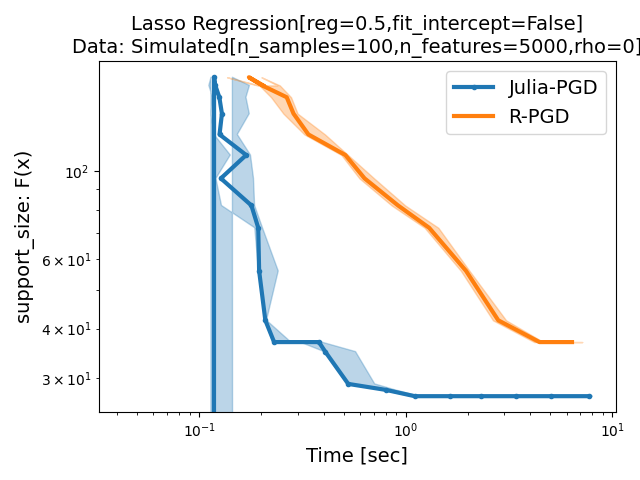 Lasso Regression[reg=0.5,fit_intercept=False]
Data: Simulated[n_samples=100,n_features=5000,rho=0]
Julia-PGD
R-PGD
support_size: F(x)
10²
6 × 10¹
4 × 10¹
3 × 10¹
10⁻¹
10⁰
10¹
Time [sec]